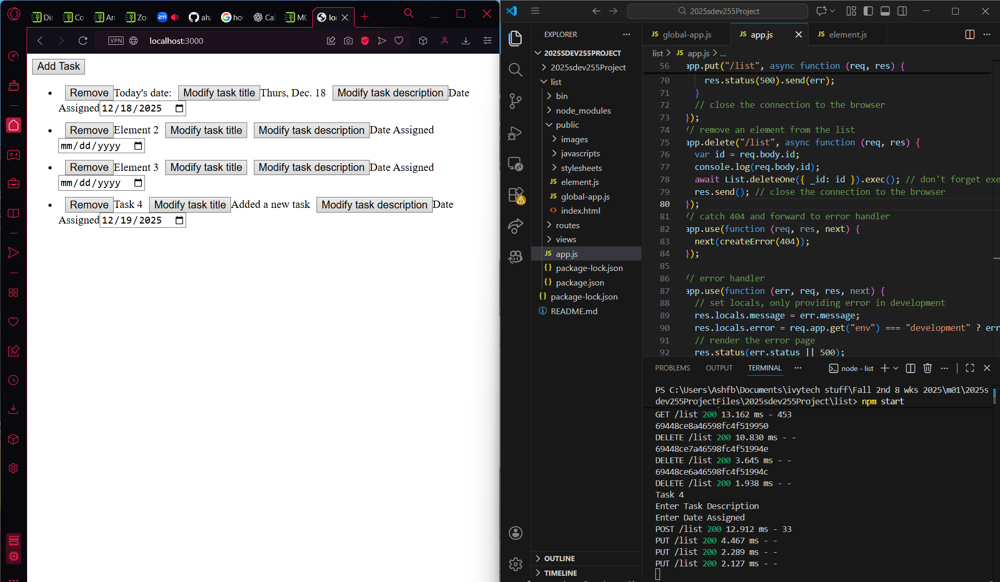 Di
Co
An
Zo
zm
aha
ho
Cal
M0
lo
VPN
localhost:3000
Add Task
Remove Today's date: Modify task title Thurs, Dec. 18 Modify task description Date
Assigned 12/18/2025
Remove Element 2 Modify task title Modify task description Date Assigned
mm/dd/yyyy
Remove Element 3 Modify task title Modify task description Date Assigned
mm/dd/yyyy
Remove Task 4 Modify task title Added a new task Modify task description Date
Assigned 12/19/2025
2025sdev255Project
EXPLORER
2025SDEV255PROJECT
2025sdev255Project
list
bin
node_modules
public
images
javascripts
stylesheets
JS element.js
JS global-app.js
<> index.html
routes
views
JS app.js
{} package-lock.json
{} package.json
{} package-lock.json
README.md
OUTLINE
TIMELINE
JS global-app.js
JS app.js
JS element.js
list > JS app.js > ...
56 app.put("/list", async function (req, res) {
70 res.status(500).send(err);
71 }
72 // close the connection to the browser
73 });
74 // remove an element from the list
75 app.delete("/list", async function (req, res) {
76 var id = req.body.id;
77 console.log(req.body.id);
78 await List.deleteOne({ _id: id }).exec(); // don't forget exe
79 res.send(); // close the connection to the browser
80 });
81 // catch 404 and forward to error handler
82 app.use(function (req, res, next) {
83 next(createError(404));
84 });
85
86 // error handler
87 app.use(function (err, req, res, next) {
88 // set locals, only providing error in development
89 res.locals.message = err.message;
90 res.locals.error = req.app.get("env") === "development" ? err
91 // render the error page
92 res.status(err.status || 500);
PROBLEMS OUTPUT TERMINAL ... node - list
PS C:\Users\Ashfb\Documents\ivytech stuff\Fall 2nd 8 wks 2025\m01\2025s
dev255ProjectFiles\2025sdev255Project\list> npm start
GET /list 200 13.162 ms - 453
69448ce8a46598fc4f519950
DELETE /list 200 10.830 ms - -
69448ce7a46598fc4f51994e
DELETE /list 200 3.645 ms - -
69448ce6a46598fc4f51994c
DELETE /list 200 1.938 ms - -
Task 4
Enter Task Description
Enter Date Assigned
POST /list 200 12.912 ms - 33
PUT /list 200 4.467 ms - -
PUT /list 200 2.289 ms - -
PUT /list 200 2.127 ms - -